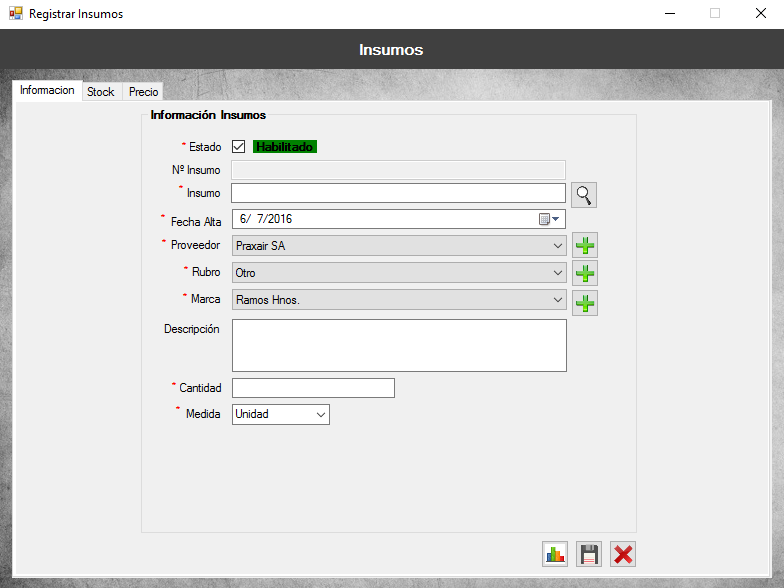 Registrar Insumos
Insumos
Informacion Stock Precio
Información Insumos
* Estado Habilitado
Nº Insumo
* Insumo
* Fecha Alta 6/ 7/2016
* Proveedor Praxair SA
* Rubro Otro
* Marca Ramos Hnos.
Descripción
* Cantidad
* Medida Unidad